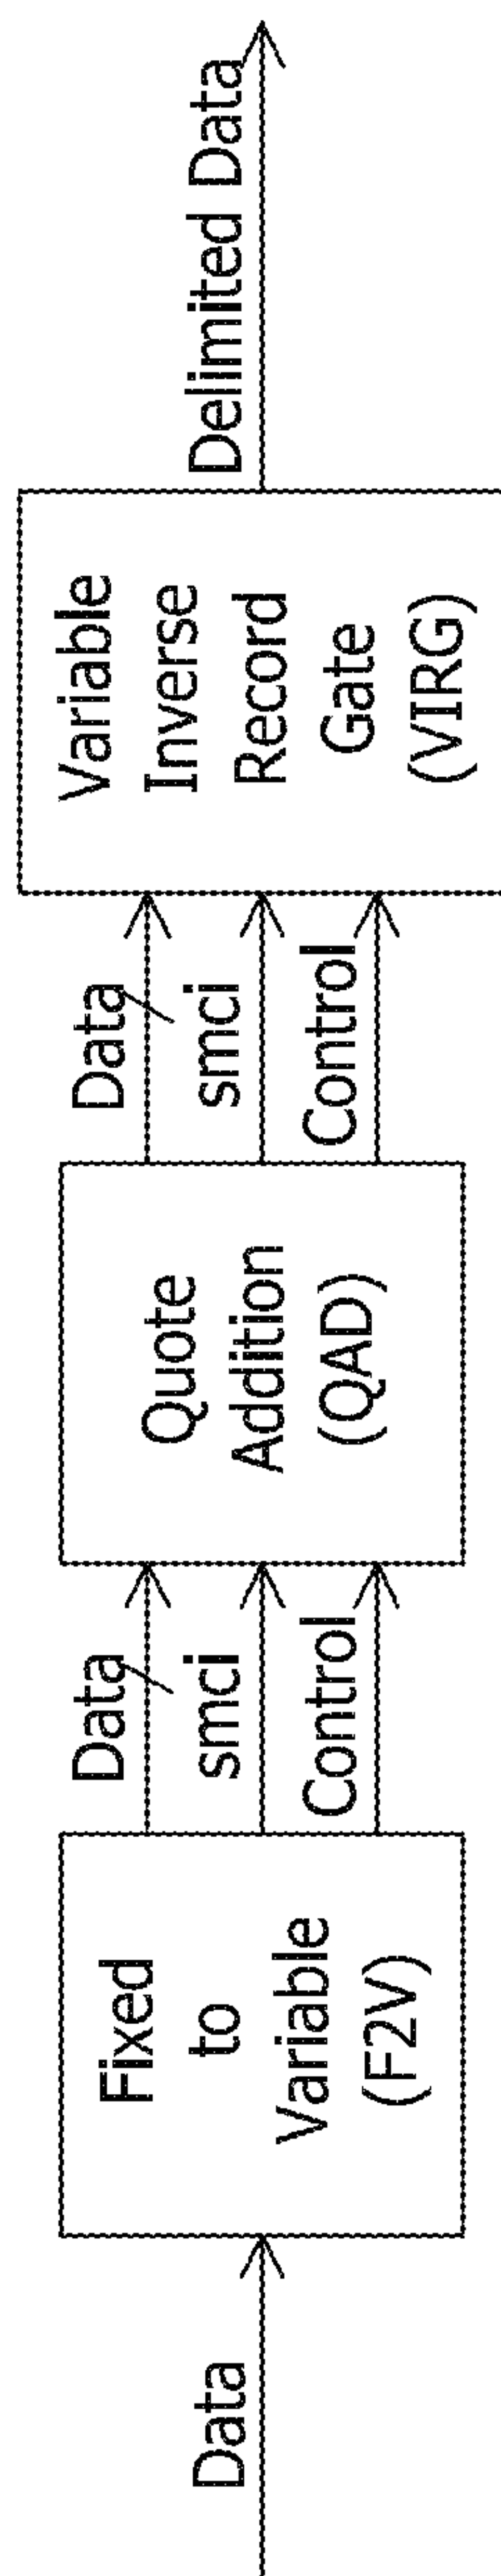 Data
Fixed
to
Variable
(F2V)
Data
smci
Control
Quote
Addition
(QAD)
Data
smci
Control
Variable
Inverse
Record
Gate
(VIRG)
Delimited Data